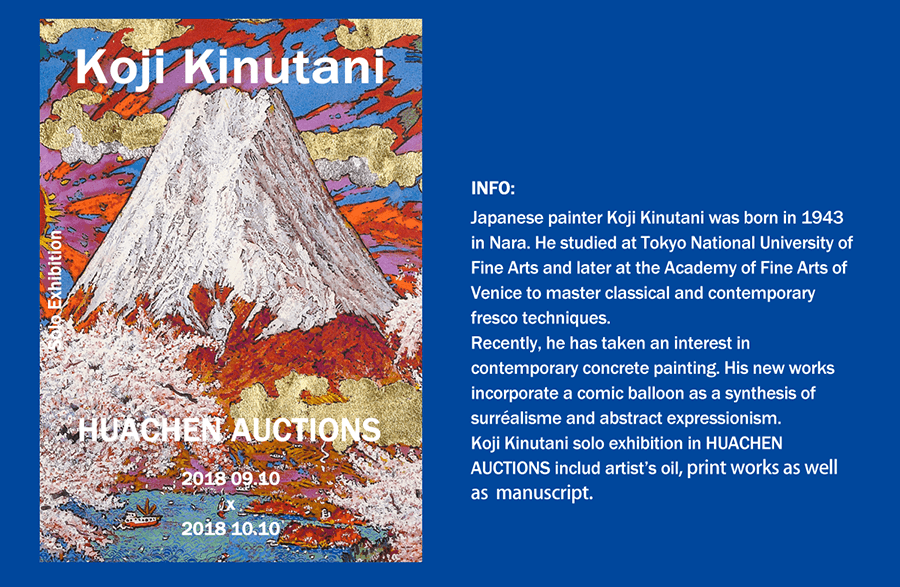 Koji Kinutani
Solo Exhibition
HUACHEN AUCTIONS
2018 09.10
x
2018 10.10
INFO:
Japanese painter Koji Kinutani was born in 1943
in Nara. He studied at Tokyo National University of
Fine Arts and later at the Academy of Fine Arts of
Venice to master classical and contemporary
fresco techniques.
Recently, he has taken an interest in
contemporary concrete painting. His new works
incorporate a comic balloon as a synthesis of
surréalisme and abstract expressionism.
Koji Kinutani solo exhibition in HUACHEN
AUCTIONS includ artist's oil, print works as well
as manuscript.